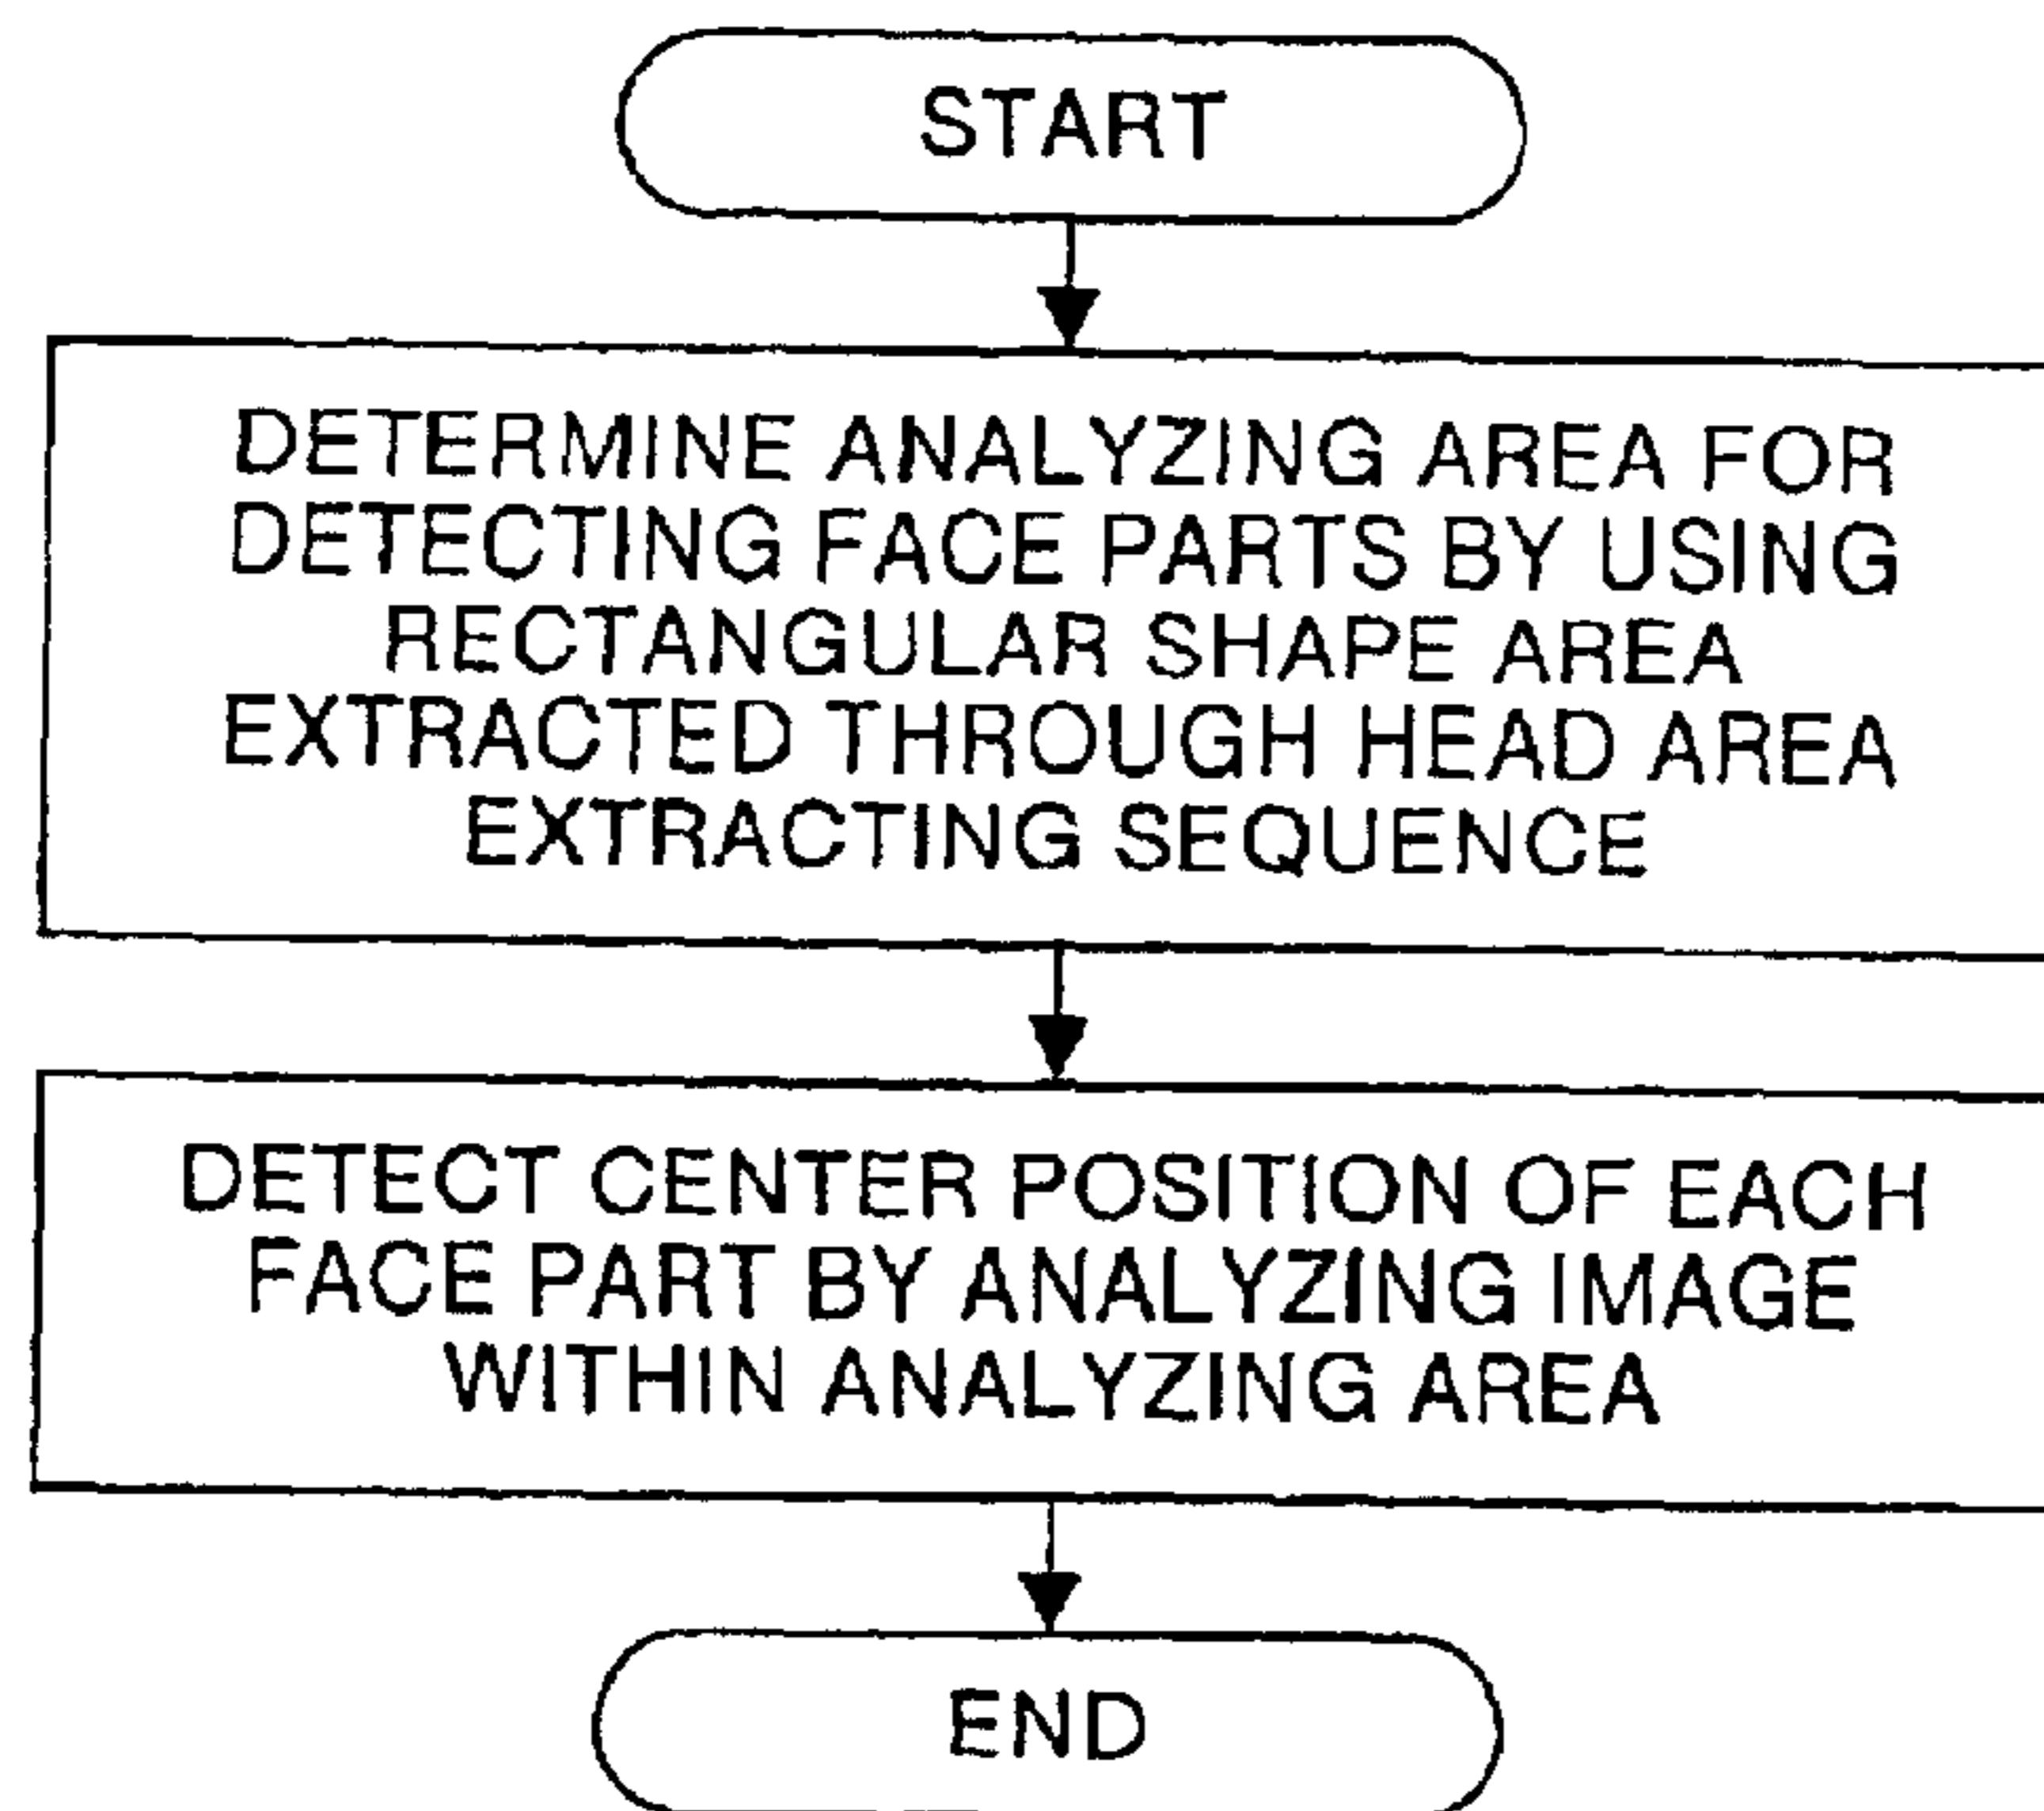 START
DETERMINE ANALYZING AREA FOR
DETECTING FACE PARTS BY USING
RECTANGULAR SHAPE AREA
EXTRACTED THROUGH HEAD AREA
EXTRACTING SEQUENCE
DETECT CENTER POSITION OF EACH
FACE PART BY ANALYZING IMAGE
WITHIN ANALYZING AREA
END